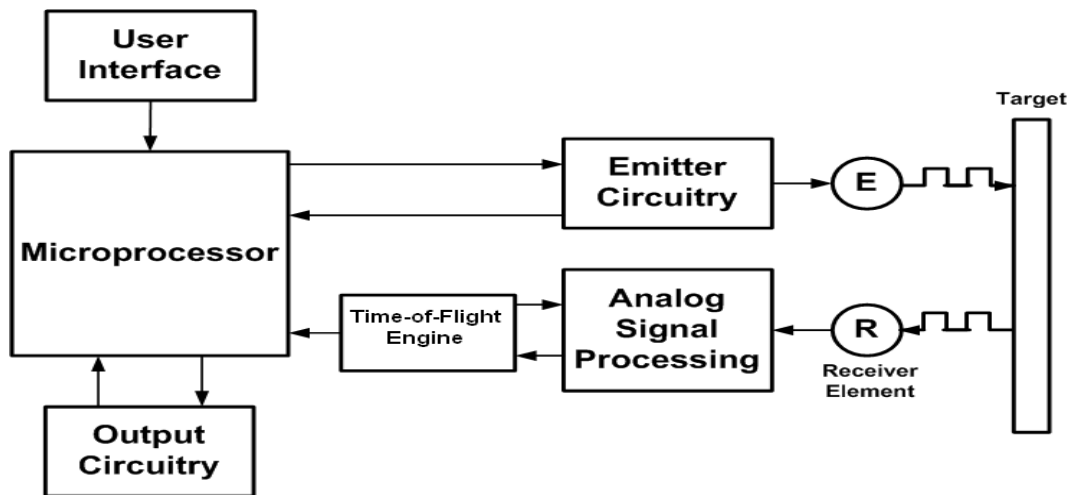 User
Interface
Target
Emitter
Circuitry
E
Microprocessor
Time-of-Flight
Engine
Analog
Signal
Processing
R
Receiver
Element
Output
Circuitry